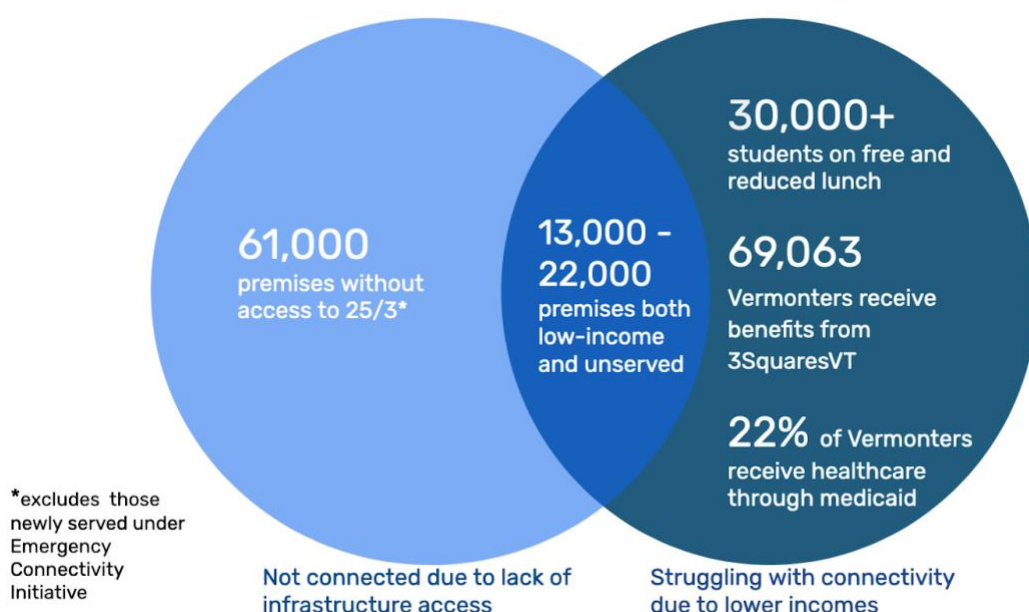 61,000
premises without
access to 25/3*
13,000 -
22,000
premises both
low-income
and unserved
30,000+
students on free and
reduced lunch
69,063
Vermonters receive
benefits from
3SquaresVT
22% of Vermonters
receive healthcare
through medicaid
*excludes those
newly served under
Emergency
Connectivity
Initiative
Not connected due to lack of
infrastructure access
Struggling with connectivity
due to lower incomes